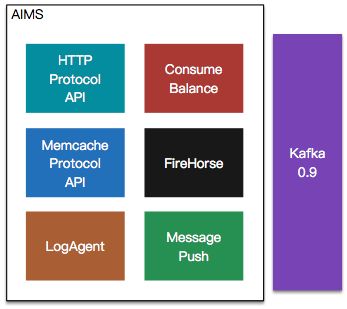 AIMS
HTTP
Protocol
API
Consume
Balance
Memcache
Protocol
API
FireHorse
LogAgent
Message
Push
Kafka
0.9